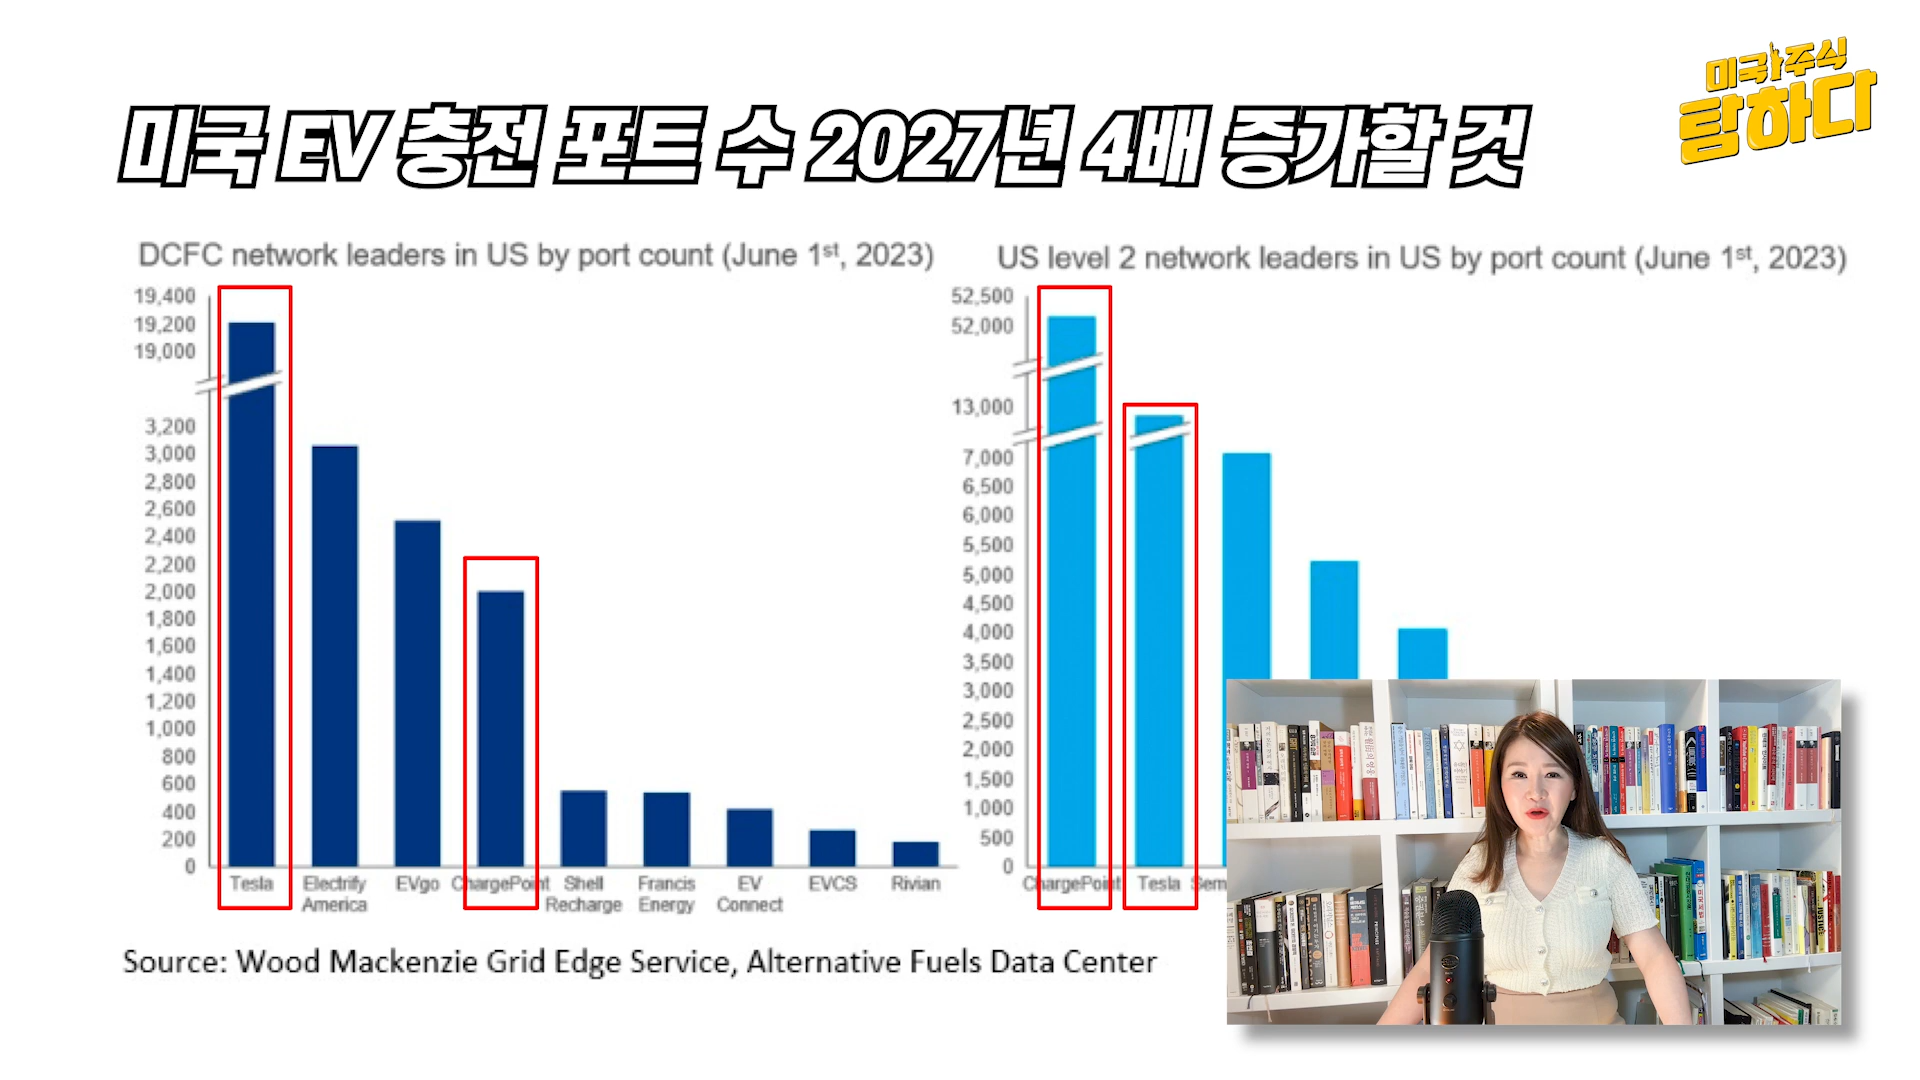 미국주식
탐하다
미국 EV 충전 포트 수 2027년 4배 증가할 것
DCFC network leaders in US by port count (June 1st, 2023)
19,400
19,200
19,000
3,200
3,000
2,800
2,600
2,400
2,200
2,000
1,800
1,600
1,400
1,200
1,000
800
600
400
200
0
Tesla
Electrify America
EVgo
ChargePoint
Shell Recharge
Francis Energy
EV Connect
EVCS
Rivian
US level 2 network leaders in US by port count (June 1st, 2023)
52,500
52,000
13,000
7,000
6,500
6,000
5,500
5,000
4,500
4,000
3,500
3,000
2,500
2,000
1,500
1,000
500
0
ChargePoint
Tesla
Sem
Source: Wood Mackenzie Grid Edge Service, Alternative Fuels Data Center